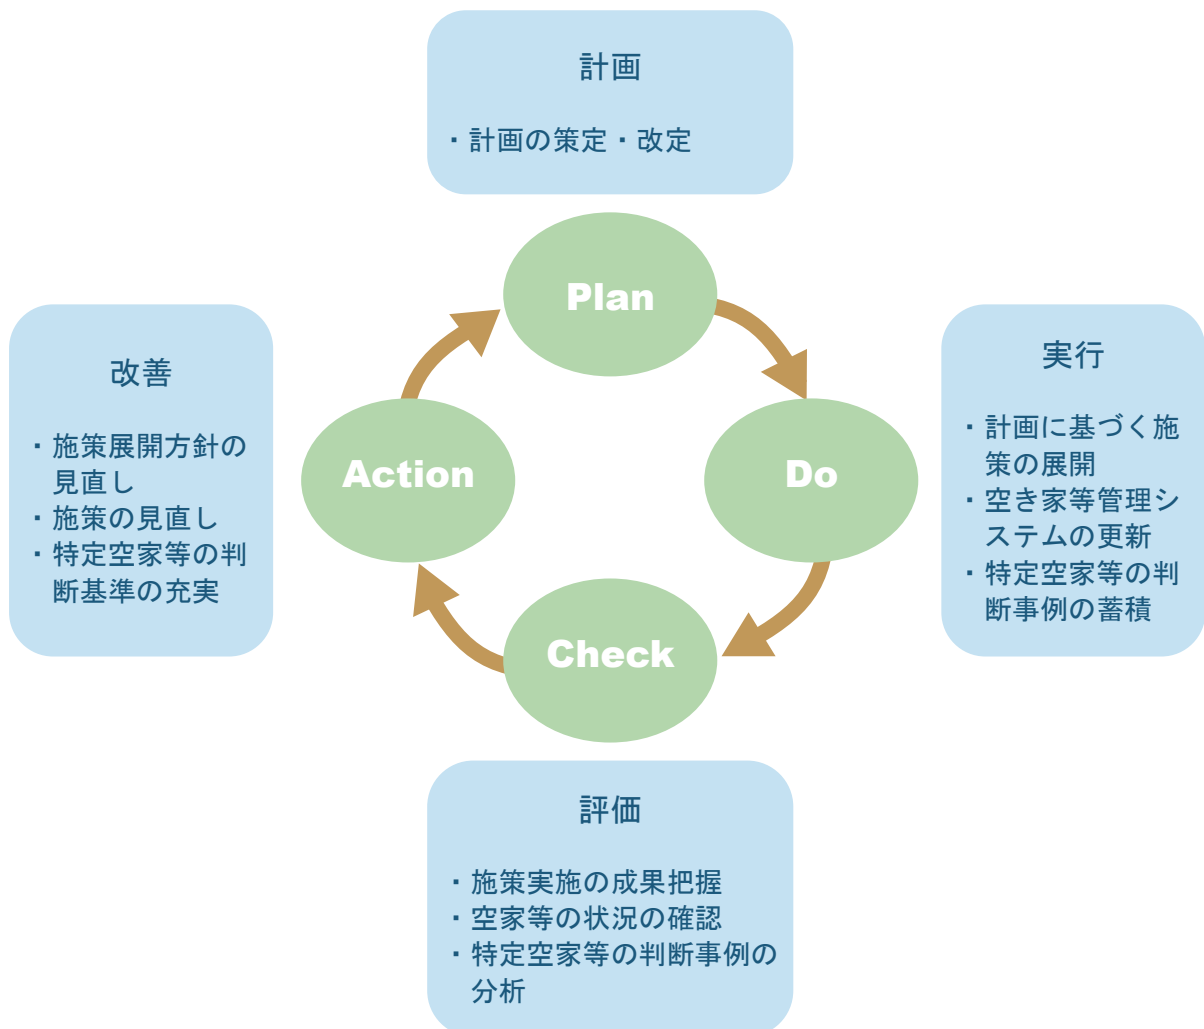 計画
・計画の策定・改定
Plan
改善
・施策展開方針の
見直し
・施策の見直し
・特定空家等の判
断基準の充実
Action
Do
実行
・計画に基づく施
策の展開
・空き家等管理シ
ステムの更新
・特定空家等の判
断事例の蓄積
Check
評価
・施策実施の成果把握
・空家等の状況の確認
・特定空家等の判断事例の
分析